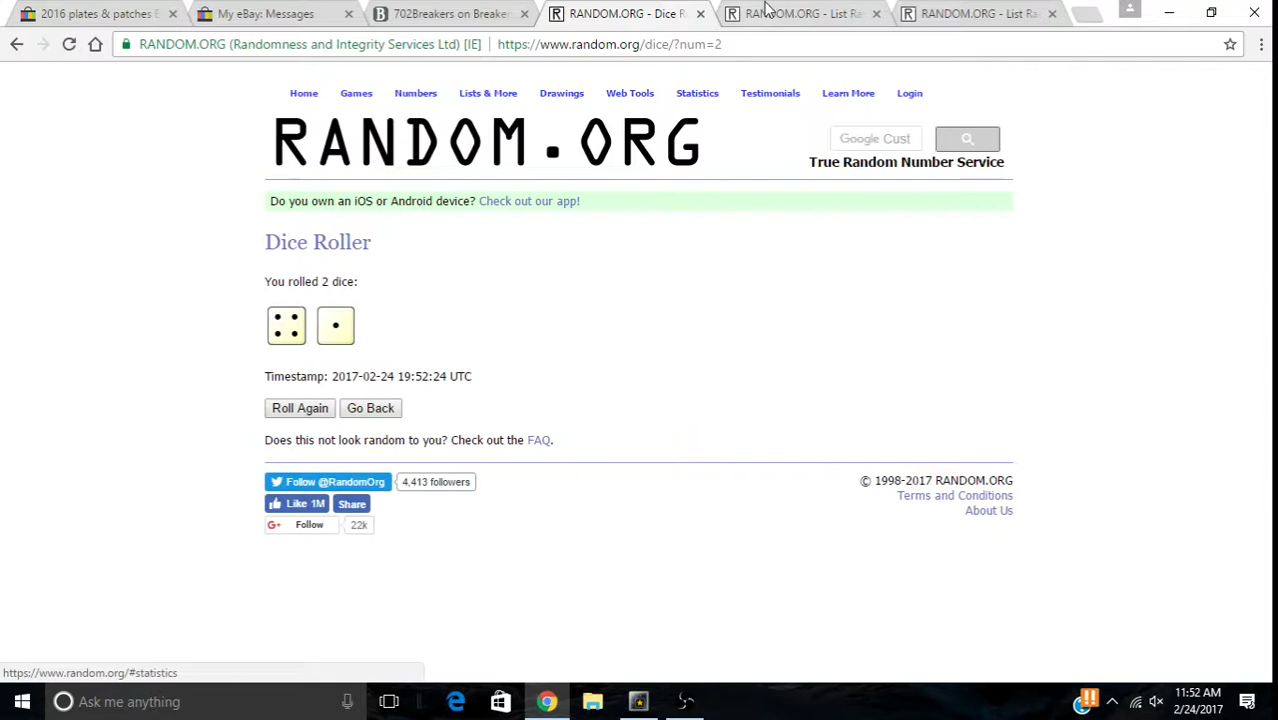 2016 plates & patches B
My eBay: Messages
702Breakers on Breaker
RANDOM.ORG - Dice R
RANDOM.ORG - List Ra
RANDOM.ORG - List Ra
RANDOM.ORG (Randomness and Integrity Services Ltd) [IE]
https://www.random.org/dice/?num=2
Home Games Numbers Lists & More Drawings Web Tools Statistics Testimonials Learn More Login
RANDOM.ORG
Google Cust
True Random Number Service
Do you own an iOS or Android device? Check out our app!
Dice Roller
You rolled 2 dice:
Timestamp: 2017-02-24 19:52:24 UTC
Roll Again Go Back
Does this not look random to you? Check out the FAQ.
Follow @RandomOrg 4,413 followers
Like 1M Share
G+ Follow 22k
© 1998-2017 RANDOM.ORG
Terms and Conditions
About Us
https://www.random.org/#statistics
Ask me anything
11:52 AM
2/24/2017